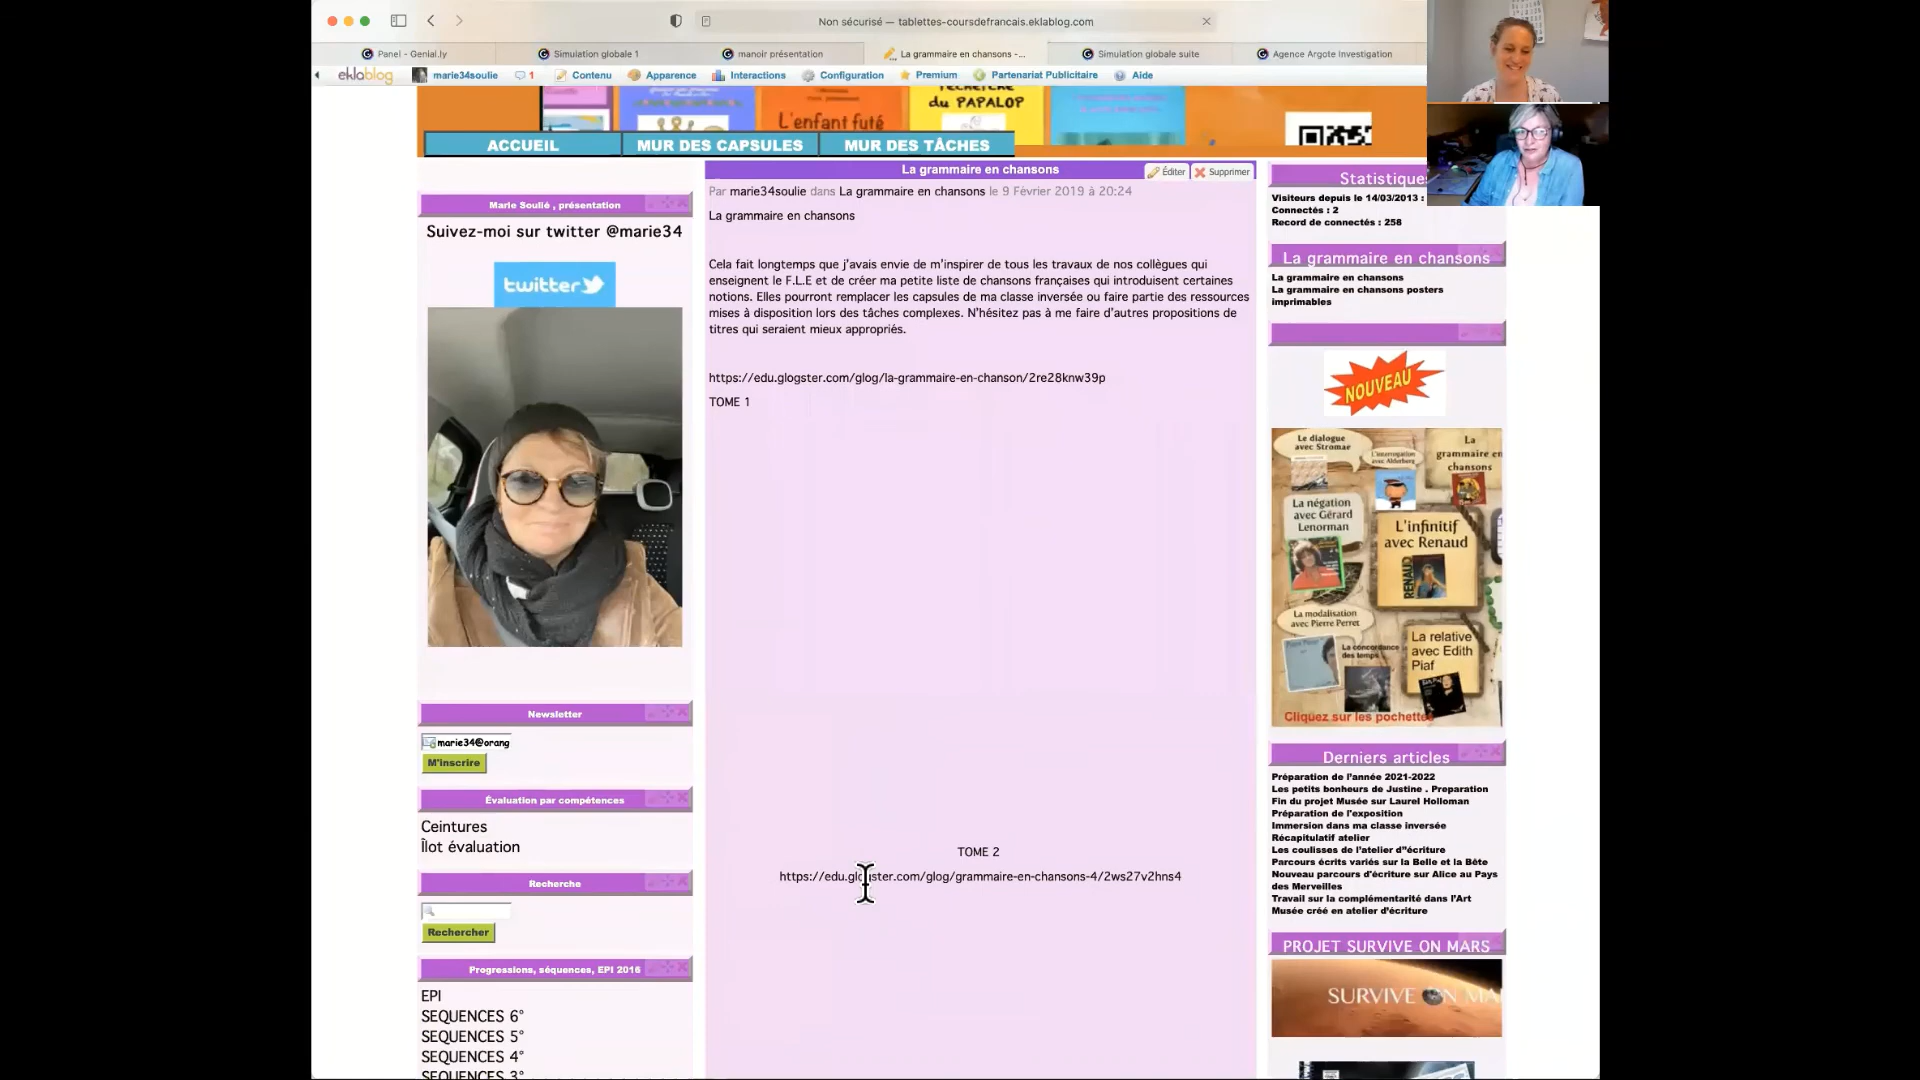 Non sécurisé — tablettes-coursdefrancais.eklablog.com
Panel - Genial.ly
Simulation globale 1
manoir présentation
La grammaire en chansons -...
Simulation globale suite
Agence Argote Investigation
eklablog
marie34soulie
1
Contenu
Apparence
Interactions
Configuration
Premium
Partenariat Publicitaire
Aide
du PAPALOP
L'enfant futé
ACCUEIL
MUR DES CAPSULES
MUR DES TÂCHES
Marie Soulié , présentation
Suivez-moi sur twitter @marie34
twitter
Newsletter
marie34@orang
M'inscrire
Évaluation par compétences
Ceintures
Îlot évaluation
Recherche
Rechercher
Progressions, séquences, EPI 2016
EPI
SEQUENCES 6°
SEQUENCES 5°
SEQUENCES 4°
SEQUENCES 3°
La grammaire en chansons
Éditer
Supprimer
Par marie34soulie dans La grammaire en chansons le 9 Février 2019 à 20:24
La grammaire en chansons
Cela fait longtemps que j'avais envie de m'inspirer de tous les travaux de nos collègues qui
enseignent le F.L.E et de créer ma petite liste de chansons françaises qui introduisent certaines
notions. Elles pourront remplacer les capsules de ma classe inversée ou faire partie des ressources
mises à disposition lors des tâches complexes. N'hésitez pas à me faire d'autres propositions de
titres qui seraient mieux appropriés.
https://edu.glogster.com/glog/la-grammaire-en-chanson/2re28knw39p
TOME 1
TOME 2
https://edu.glogster.com/glog/grammaire-en-chansons-4/2ws27v2hns4
Statistiques
Visiteurs depuis le 14/03/2013 :
Connectés : 2
Record de connectés : 258
La grammaire en chansons
La grammaire en chansons
La grammaire en chansons posters
imprimables
NOUVEAU
Le dialogue
avec Stromae
L'interrogation
avec Aldebert
La
grammaire en
chansons
La négation
avec Gérard
Lenorman
L'infinitif
avec Renaud
RENAUD
La modalisation
avec Pierre Perret
La concordance
des temps
La relative
avec Edith
Piaf
Cliquez sur les pochettes
Derniers articles
Préparation de l'année 2021-2022
Les petits bonheurs de Justine . Preparation
Fin du projet Musée sur Laurel Holloman
Préparation de l'exposition
Immersion dans ma classe inversée
Récapitulatif atelier
Les coulisses de l'atelier d"écriture
Parcours écrits variés sur la Belle et la Bête
Nouveau parcours d'écriture sur Alice au Pays
des Merveilles
Travail sur la complémentarité dans l'Art
Musée créé en atelier d'écriture
PROJET SURVIVE ON MARS
SURVIVE ON MA